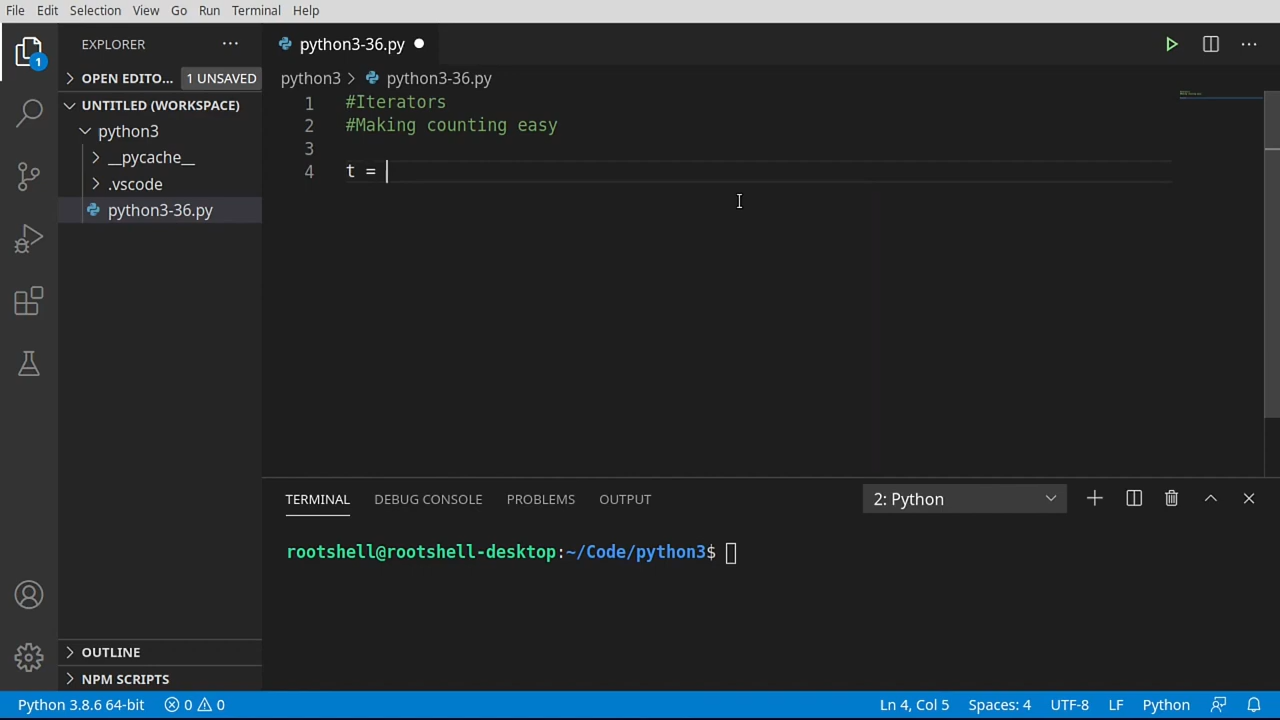 File Edit Selection View Go Run Terminal Help
EXPLORER ···
1
OPEN EDITO... 1 UNSAVED
UNTITLED (WORKSPACE)
python3
__pycache__
.vscode
python3-36.py
OUTLINE
NPM SCRIPTS
python3-36.py
python3 > python3-36.py
1 #Iterators
2 #Making counting easy
3
4 t =
TERMINAL DEBUG CONSOLE PROBLEMS OUTPUT 2: Python
rootshell@rootshell-desktop:~/Code/python3$
Python 3.8.6 64-bit 0 0 Ln 4, Col 5 Spaces: 4 UTF-8 LF Python